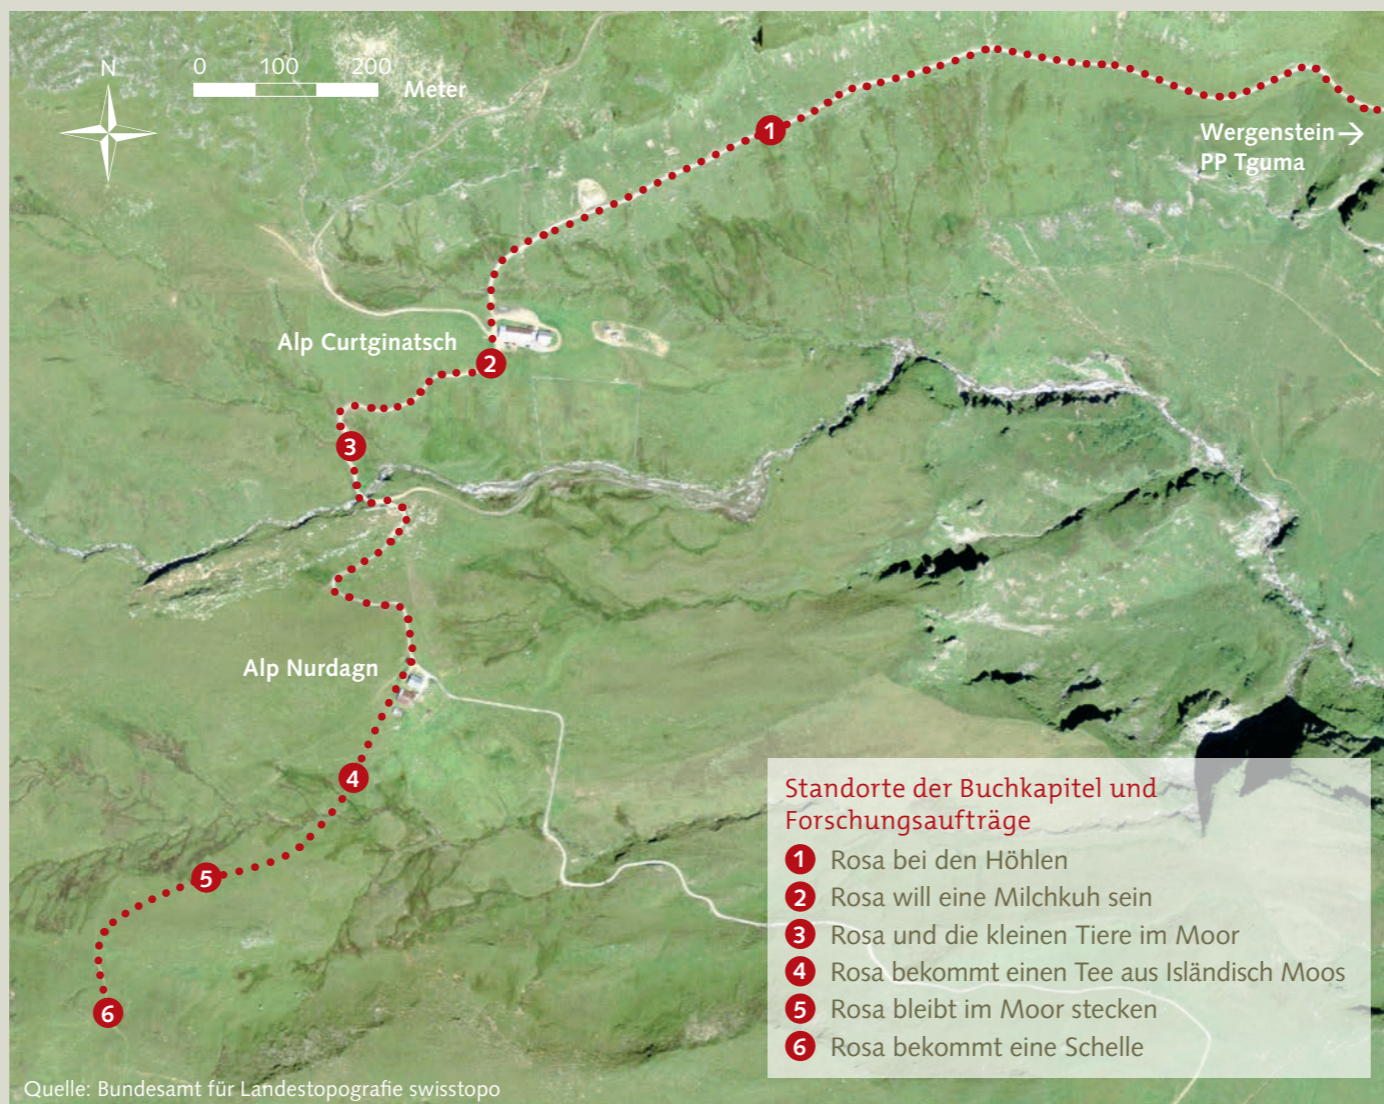 N
0 100 200
Meter
1
Wergenstein→
PP Tguma
Alp Curtginatsch
2
3
Alp Nurdagn
4
5
6
Standorte der Buchkapitel und
Forschungsaufträge
1 Rosa bei den Höhlen
2 Rosa will eine Milchkuh sein
3 Rosa und die kleinen Tiere im Moor
4 Rosa bekommt einen Tee aus Isländisch Moos
5 Rosa bleibt im Moor stecken
6 Rosa bekommt eine Schelle
Quelle: Bundesamt für Landestopografie swisstopo